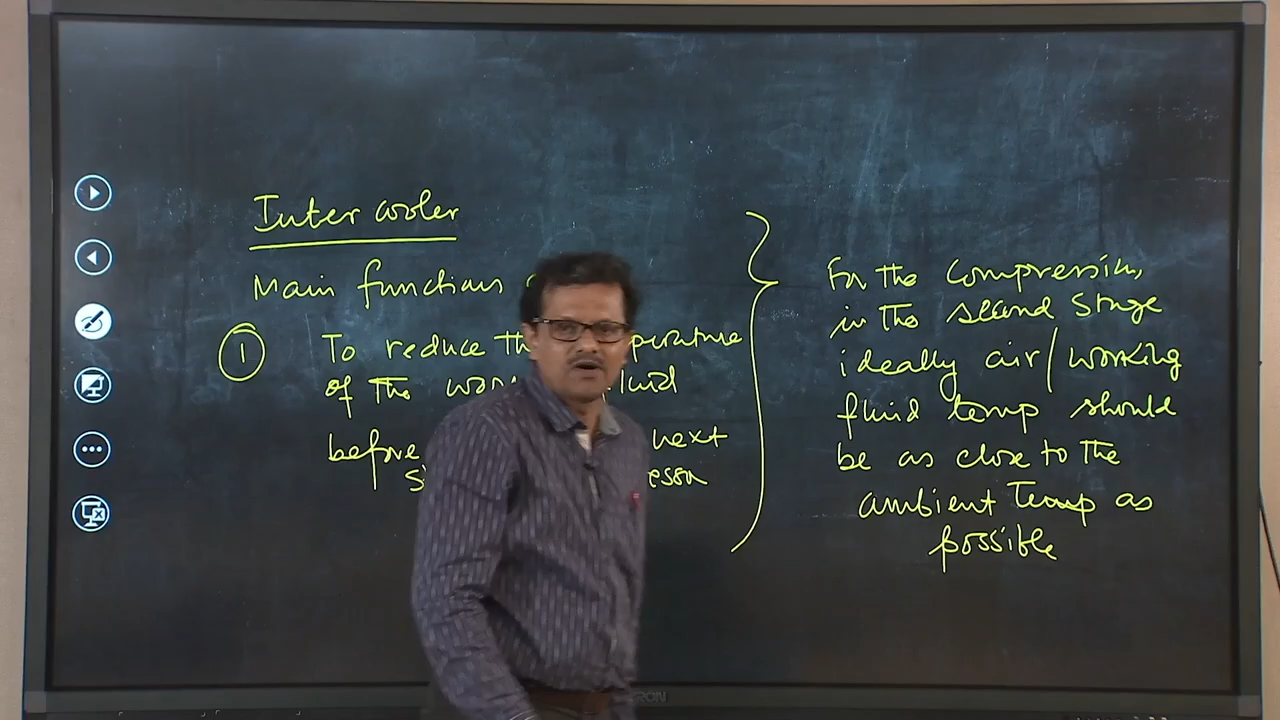 Inter cooler
Main functions
1 To reduce the
of the fluid
before next
For the compression,
in the second stage
ideally air/working
fluid temp should
be as close to the
ambient Temp as
possible